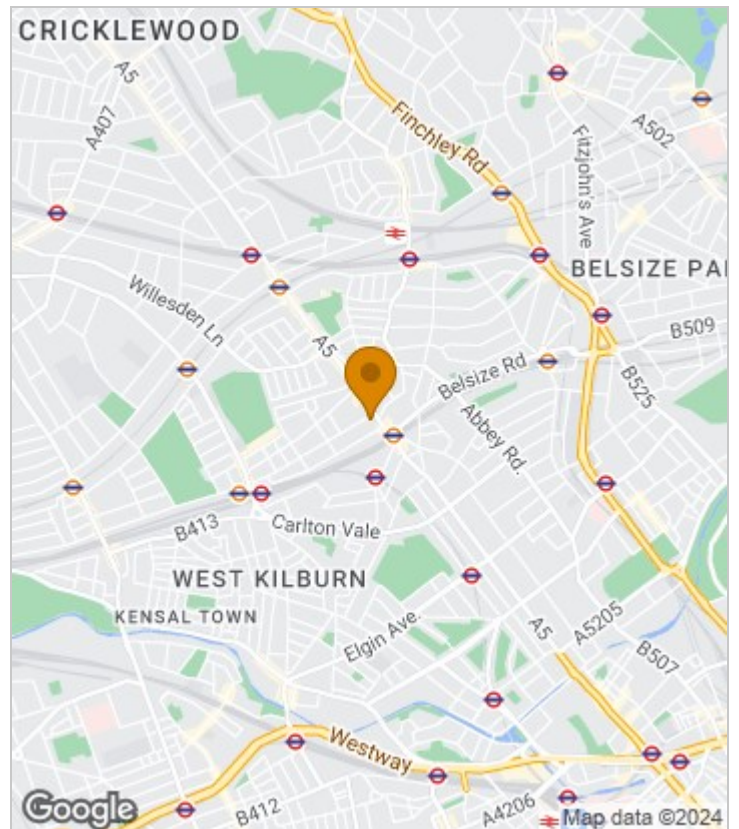 CRICKLEWOOD
A5
A407
Finchley Rd
A502
Fitzjohn's Ave
BELSIZE PA
Willesden Ln
A5
B509
Belsize Rd
B525
Abbey Rd.
B413
Carlton Vale
WEST KILBURN
KENSAL TOWN
Elgin Ave.
A5
A5205
B507
Westway
B412
A4206
Google
Map data ©2024